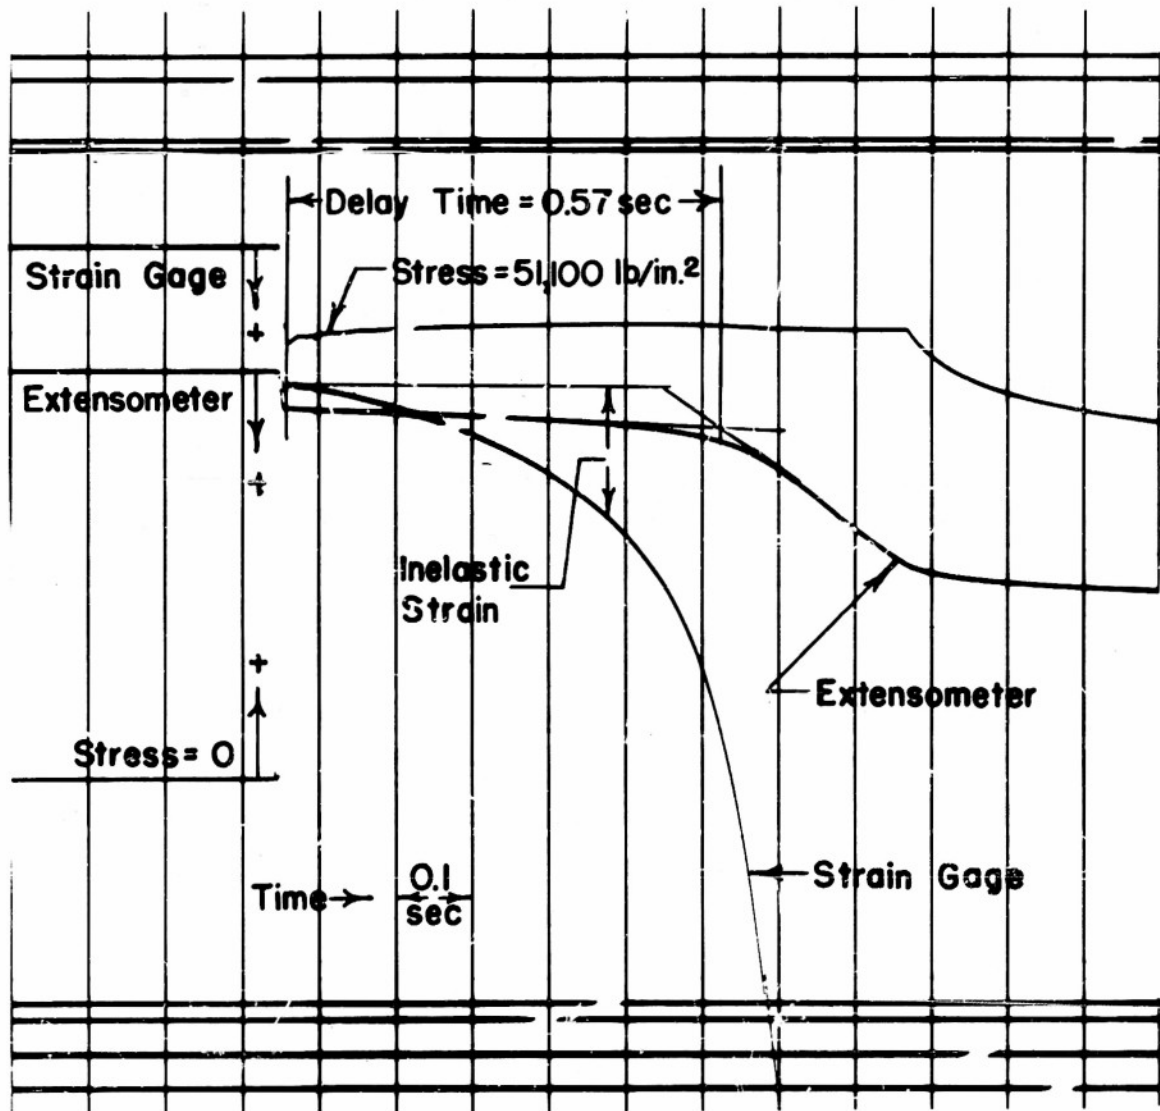 Delay Time = 0.57 sec
Strain Gage
Stress = 51,100 lb/in.²
+
Extensometer
+
Inelastic
Strain
+
Extensometer
Stress = 0
Strain Gage
Time
0.1
sec